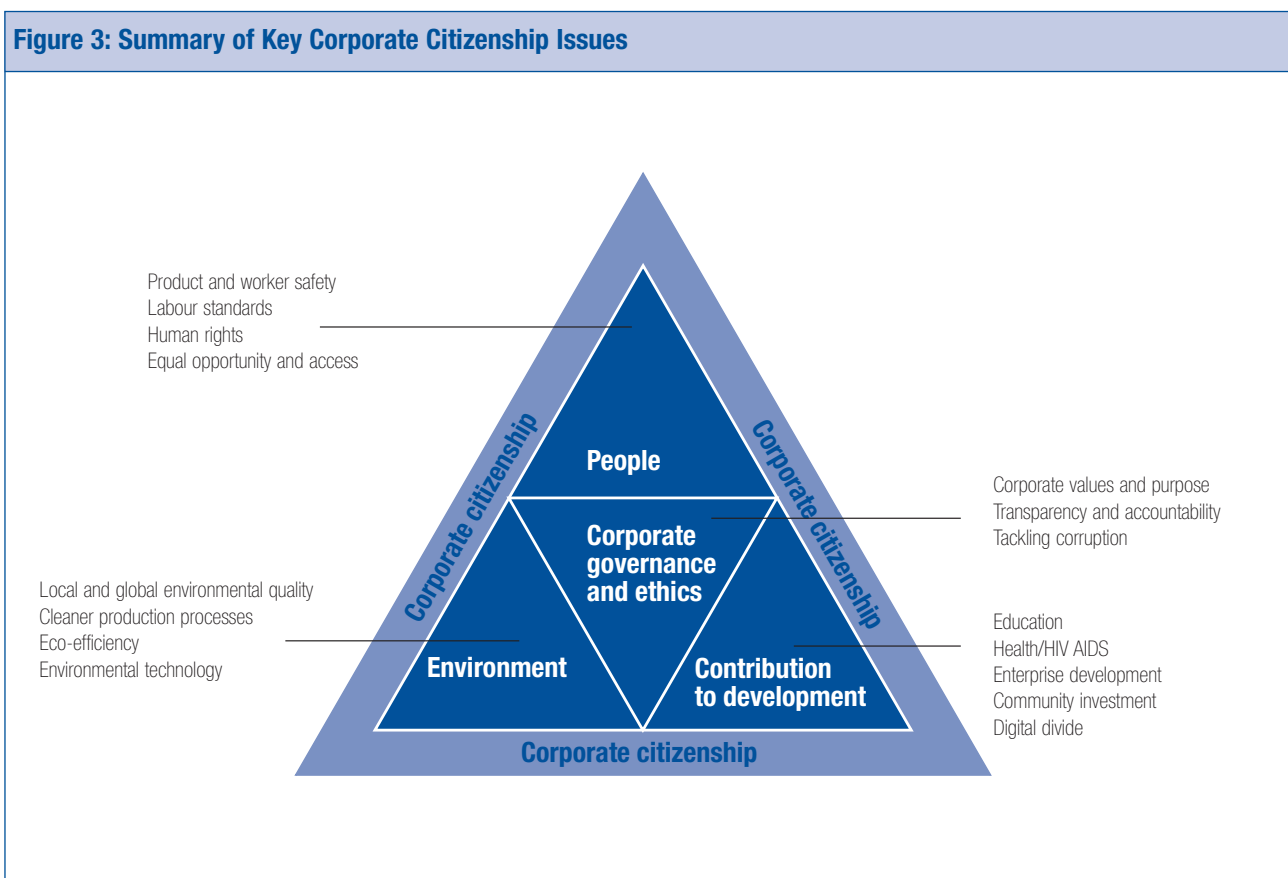 Figure 3: Summary of Key Corporate Citizenship Issues
Product and worker safety
Labour standards
Human rights
Equal opportunity and access
Corporate citizenship
Corporate citizenship
People
Corporate values and purpose
Transparency and accountability
Tackling corruption
Corporate
governance
and ethics
Local and global environmental quality
Cleaner production processes
Eco-efficiency
Environmental technology
Environment
Contribution
to development
Education
Health/HIV AIDS
Enterprise development
Community investment
Digital divide
Corporate citizenship